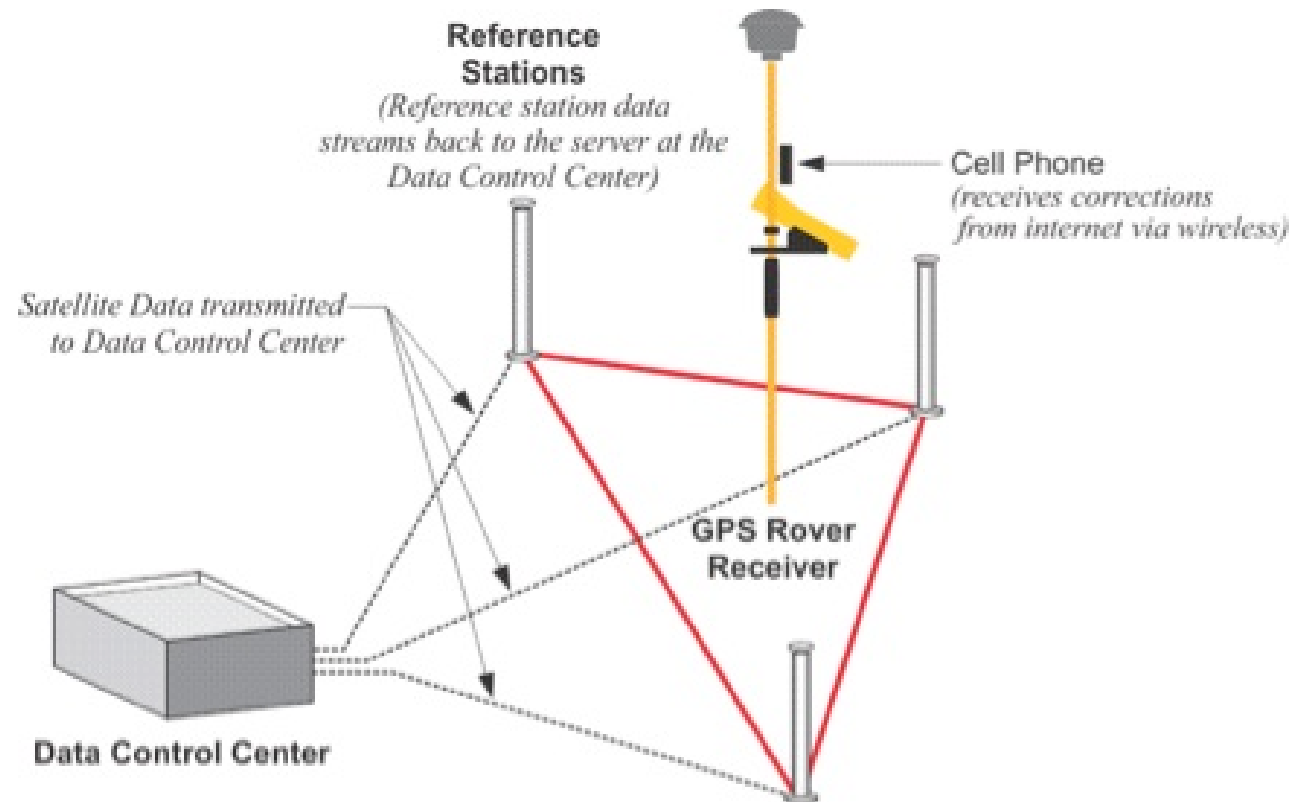 Reference
Stations
(Reference station data
streams back to the server at the
Data Control Center)
Cell Phone
(receives corrections
from internet via wireless)
Satellite Data transmitted
to Data Control Center
GPS Rover
Receiver
Data Control Center